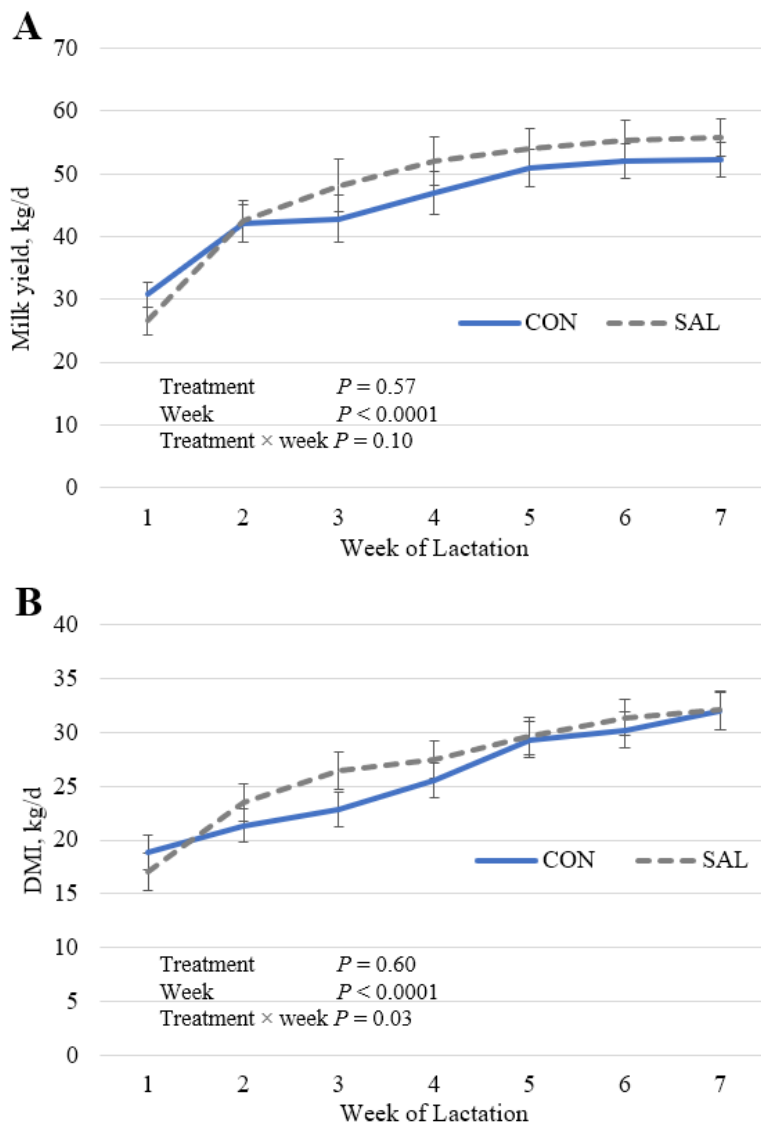 A
70
60
50
40
30
20
10
0
Milk yield, kg/d
CON SAL
Treatment P = 0.57
Week P < 0.0001
Treatment × week P = 0.10
1 2 3 4 5 6 7
Week of Lactation
B
40
35
30
25
20
15
10
5
0
DMI, kg/d
CON SAL
Treatment P = 0.60
Week P < 0.0001
Treatment × week P = 0.03
1 2 3 4 5 6 7
Week of Lactation